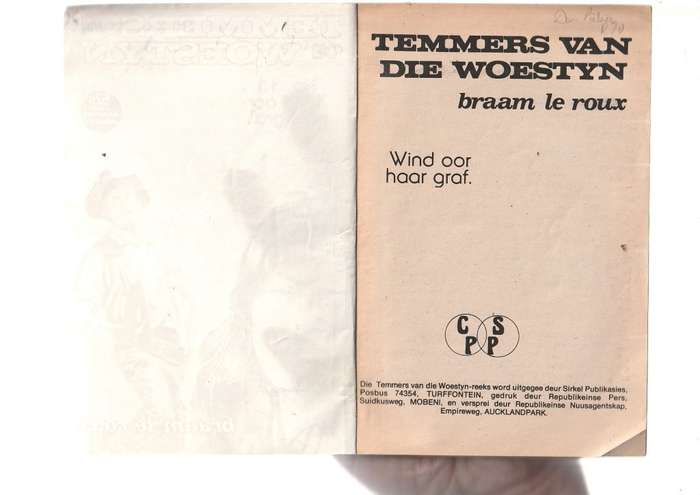 TEMMERS VAN
DIE WOESTYN
braam le roux
Wind oor
haar graf.
C S
P P
Die Temmers van die Woestyn-reeks word uitgegee deur Sirkel Publikasies,
Posbus 74354, TURFFONTEIN, gedruk deur Republikeinse Pers,
Suidkusweg, MOBENI, en versprei deur Republikeinse Nuusagentskap,
Empireweg, AUCKLANDPARK.